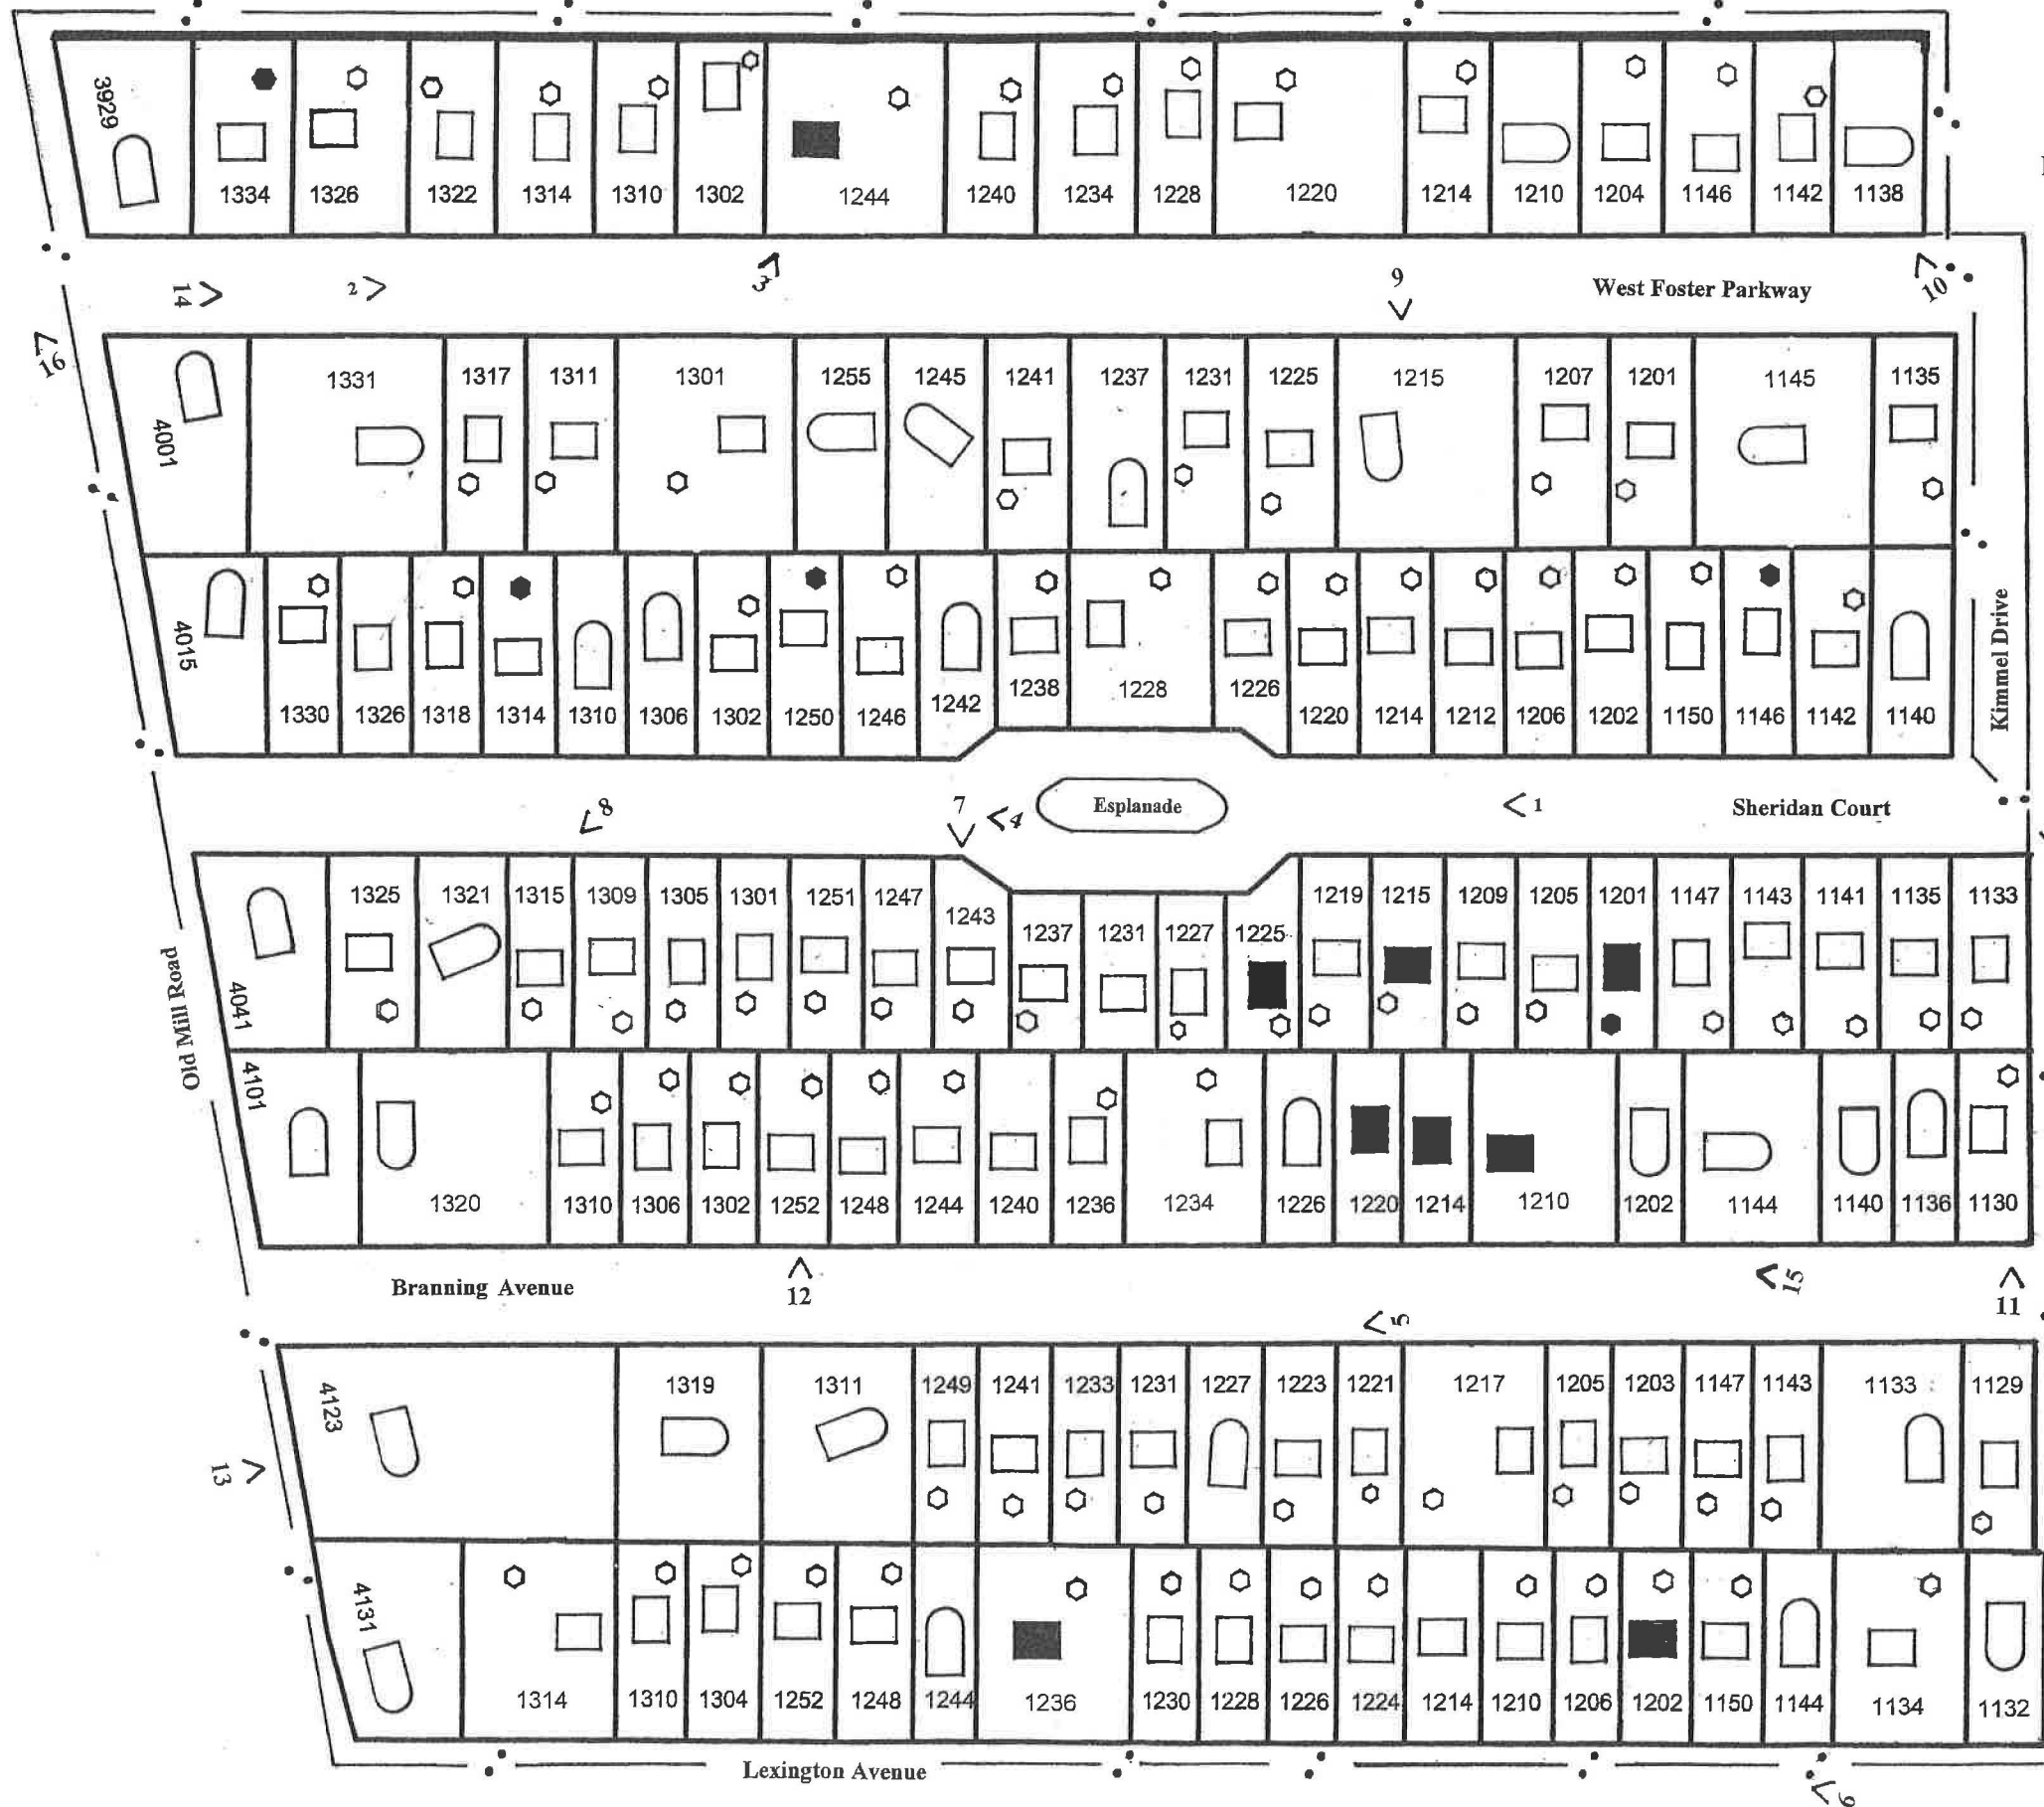 3929
1334 1326 1322 1314 1310 1302 1244 1240 1234 1228 1220 1214 1210 1204 1146 1142 1138
14 2 3 9 West Foster Parkway 10
16
1331 1317 1311 1301 1255 1245 1241 1237 1231 1225 1215 1207 1201 1145 1135
4001
4015
1330 1326 1318 1314 1310 1306 1302 1250 1246 1242 1238 1228 1226 1220 1214 1212 1206 1202 1150 1146 1142 1140
Kimmel Drive
8 7 4 Esplanade 1 Sheridan Court
1325 1321 1315 1309 1305 1301 1251 1247 1243 1237 1231 1227 1225 1219 1215 1209 1205 1201 1147 1143 1141 1135 1133
4041
Old Mill Road
4101
1320 1310 1306 1302 1252 1248 1244 1240 1236 1234 1226 1220 1214 1210 1202 1144 1140 1136 1130
Branning Avenue 12 5 15 11
4123
1319 1311 1249 1241 1233 1231 1227 1223 1221 1217 1205 1203 1147 1143 1133 1129
13
4131
1314 1310 1304 1252 1248 1244 1236 1230 1228 1226 1224 1214 1210 1206 1202 1150 1144 1134 1132
Lexington Avenue
6